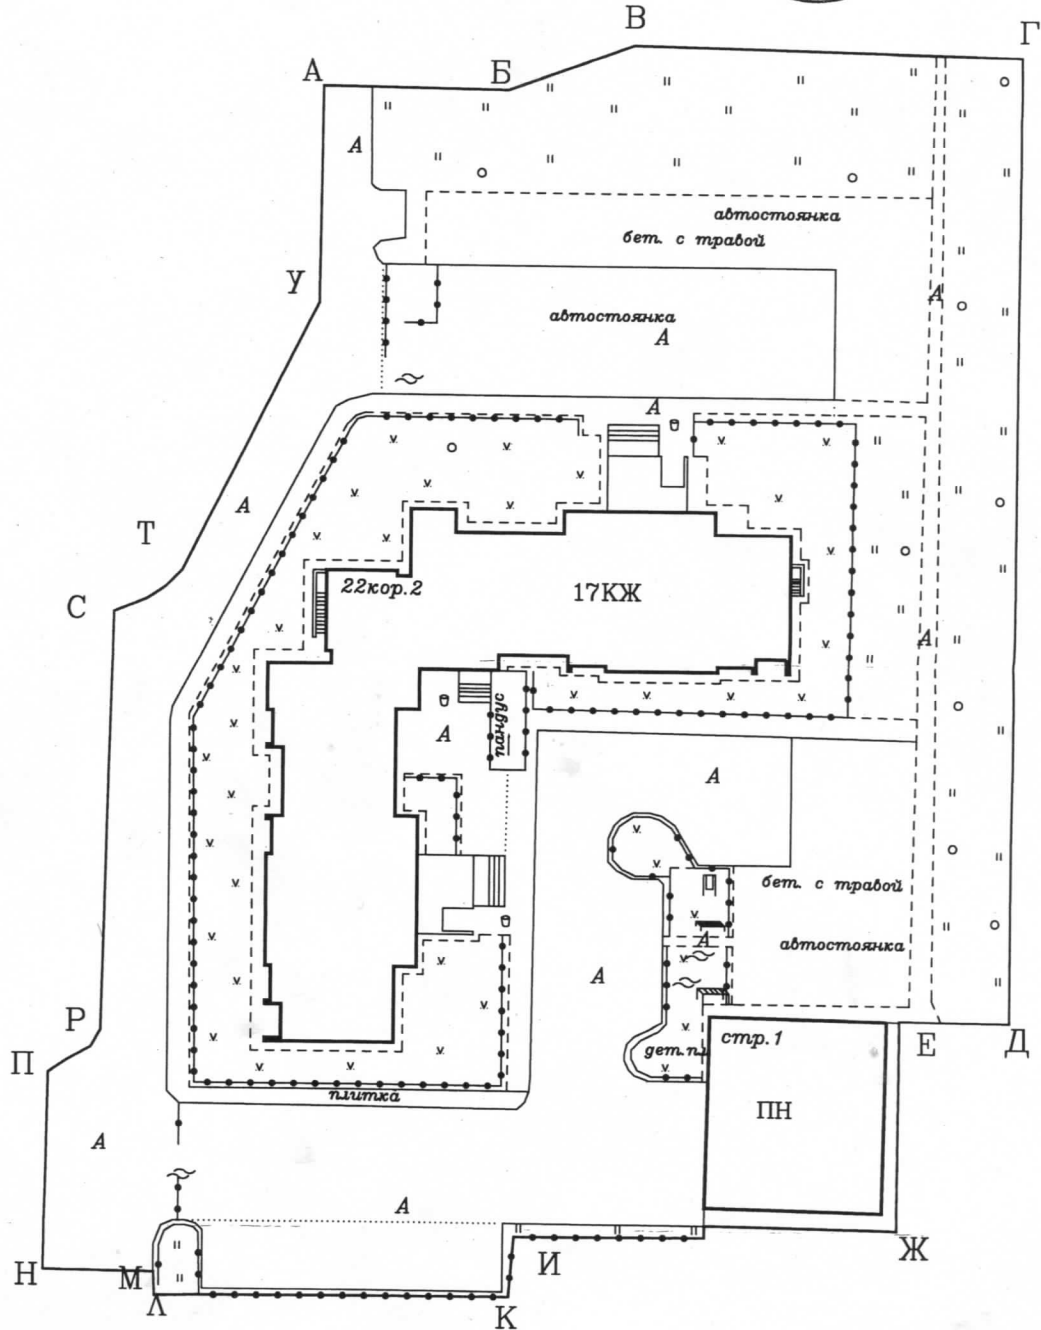 В
Г
А
Б
А
автостоянка
бет. с травой
У
А
автостоянка
А
А
А
Т
22кор.2
17КЖ
С
А
пандус
А
А
бет. с травой
А
автостоянка
А
Р
П
дет.пл
стр.1
Е
Д
плитка
ПН
А
А
Н
М
Л
К
И
Ж